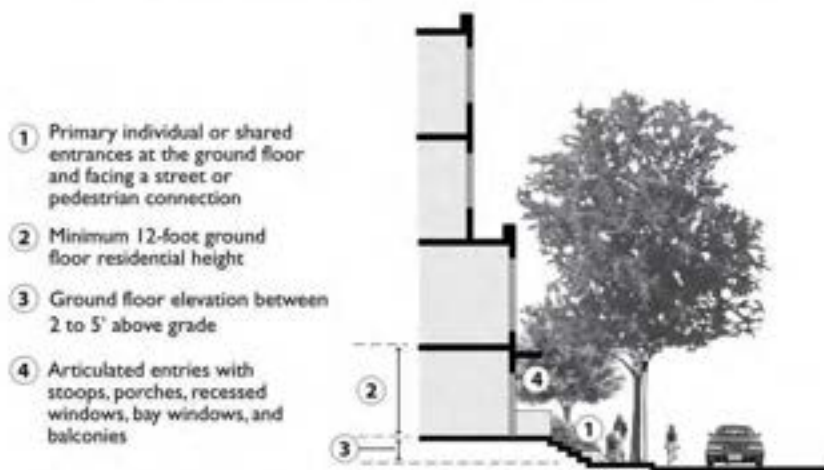 1 Primary individual or shared
entrances at the ground floor
and facing a street or
pedestrian connection
2 Minimum 12-foot ground
floor residential height
3 Ground floor elevation between
2 to 5' above grade
4 Articulated entries with
stoops, porches, recessed
windows, bay windows, and
balconies
4
2
1
3